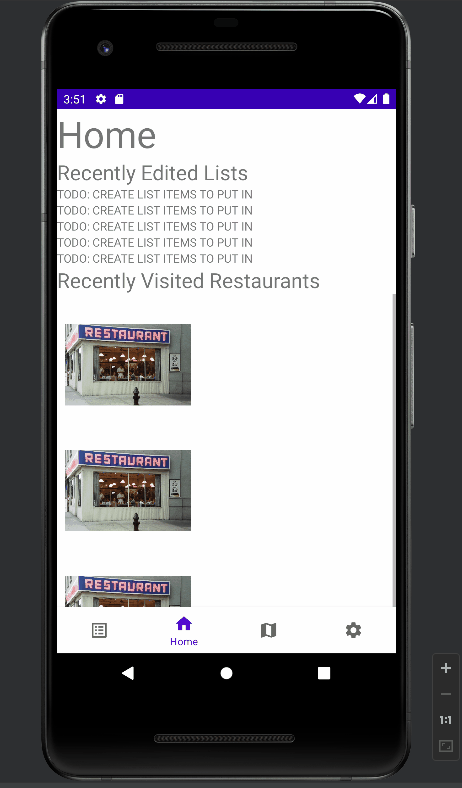 3:51
Home
Recently Edited Lists
TODO: CREATE LIST ITEMS TO PUT IN
TODO: CREATE LIST ITEMS TO PUT IN
TODO: CREATE LIST ITEMS TO PUT IN
TODO: CREATE LIST ITEMS TO PUT IN
TODO: CREATE LIST ITEMS TO PUT IN
Recently Visited Restaurants
RESTAURANT
RESTAURANT
RESTAURANT
Home
1:1